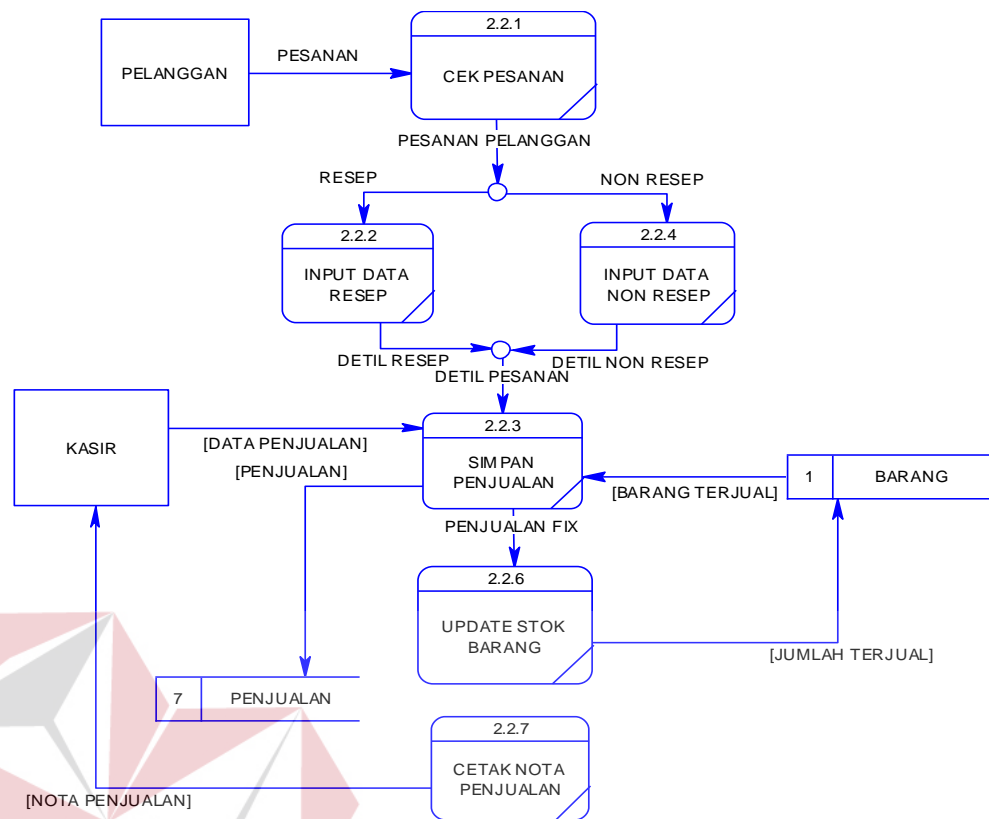 2.2.1
PELANGGAN
PESANAN
CEK PESANAN
PESANAN PELANGGAN
RESEP
NON RESEP
2.2.2
INPUT DATA
RESEP
2.2.4
INPUT DATA
NON RESEP
DETIL RESEP
DETIL NON RESEP
DETIL PESANAN
KASIR
[DATA PENJUALAN]
[PENJUALAN]
2.2.3
SIMPAN
PENJUALAN
[BARANG TERJUAL]
1
BARANG
PENJUALAN FIX
2.2.6
UPDATE STOK
BARANG
[JUMLAH TERJUAL]
7
PENJUALAN
2.2.7
CETAK NOTA
PENJUALAN
[NOTA PENJUALAN]